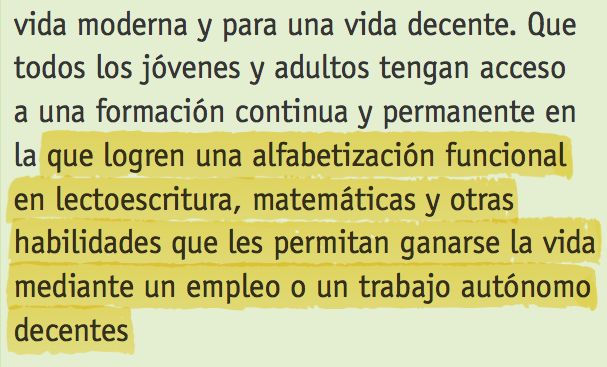 vida moderna y para una vida decente. Que
todos los jóvenes y adultos tengan acceso
a una formación continua y permanente en
la que logren una alfabetización funcional
en lectoescritura, matemáticas y otras
habilidades que les permitan ganarse la vida
mediante un empleo o un trabajo autónomo
decentes